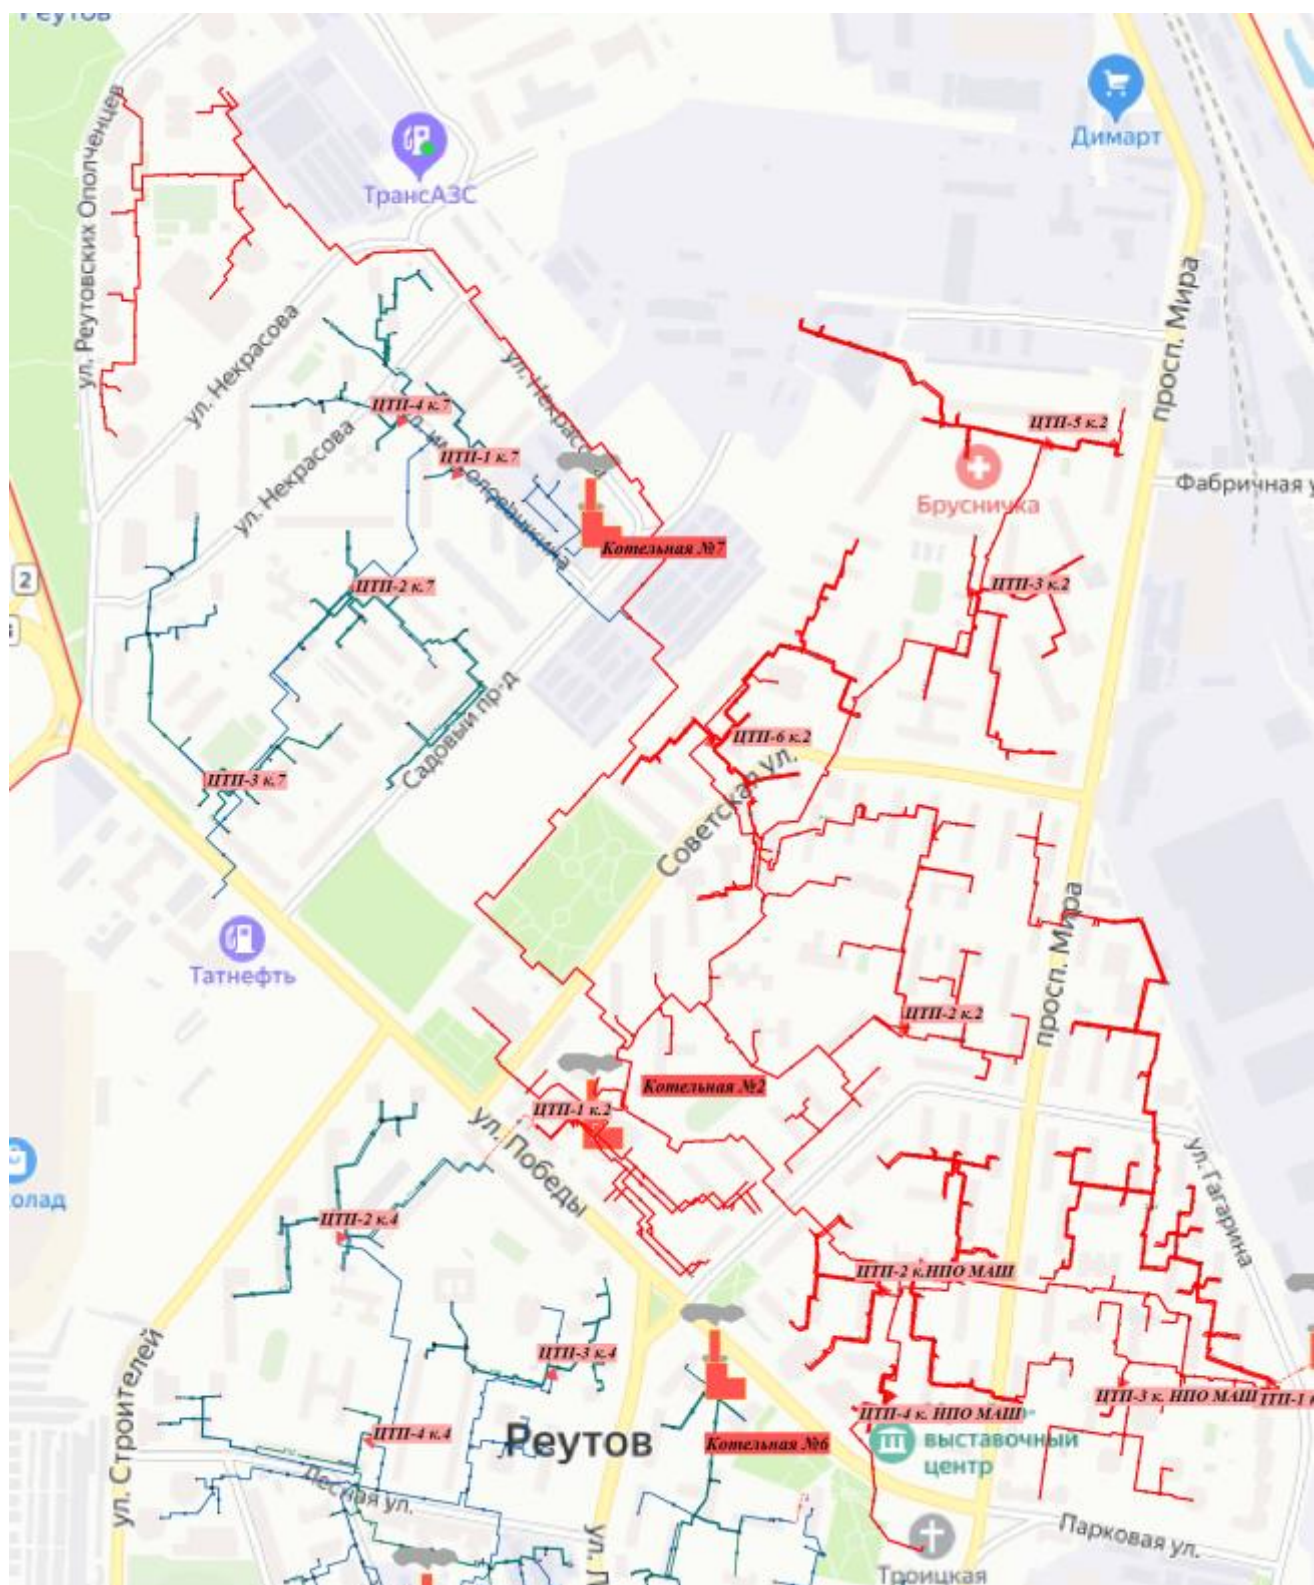 Реутов
Димарт
ТрансАЗС
ул. Реутовских Ополченцев
ул. Некрасова
ул. Некрасова
ул. Некрасова
просп. Мира
ЦТП-4 к.7
ЦТП-1 к.7
ЦТП-5 к.2
Брусничка
Фабричная у
Котельная №7
2
ЦТП-2 к.7
ЦТП-3 к.2
Садовый пр-д
ЦТП-6 к.2
ЦТП-3 к.7
Советская ул.
Татнефть
просп. Мира
ЦТП-2 к.2
Котельная №2
ЦТП-1 к.2
ул. Победы
ул. Гагарина
олад
ЦТП-2 к.4
ЦТП-2 к.НПО МАШ
ул. Строителей
ЦТП-3 к.4
ЦТП-3 к. НПО МАШ
ЦТП-4 к. НПО МАШ
ЦТП-4 к.4
Реутов
Котельная №6
выставочный
центр
Лесная ул.
Парковая ул.
ул. П
Троицкая